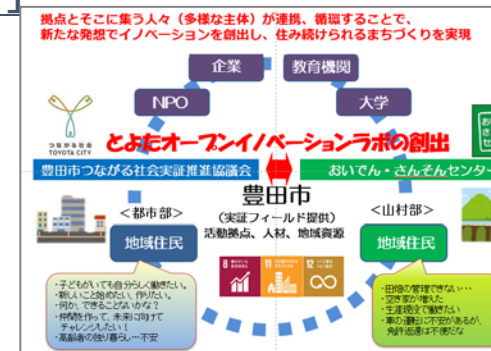 拠点とそこに集う人々（多様な主体）が連携、循環することで、
新たな発想でイノベーションを創出し、住み続けられるまちづくりを実現
企業
教育機関
NPO
大学
つながる社会
TOYOTA CITY
とよたオープンイノベーションラボの創出
豊田市つながる社会実証推進協議会
おいでん・さんそんセンター
豊田市
（実証フィールド提供）
活動拠点、人材、地域資源
＜都市部＞
地域住民
＜山村部＞
地域住民
8
11
12
・子どもがいても自分らしく働きたい。
・新しいこと始めたい、作りたい。
・何か、できることないかな？
・仲間を作って、未来に向けて
チャレンジしたい！
・高齢者の独り暮らし…不安
・田畑の管理できない…
・空き家が増えた
・生涯現役で働きたい
・車の運転に不安があるが、
免許返還は不便だな